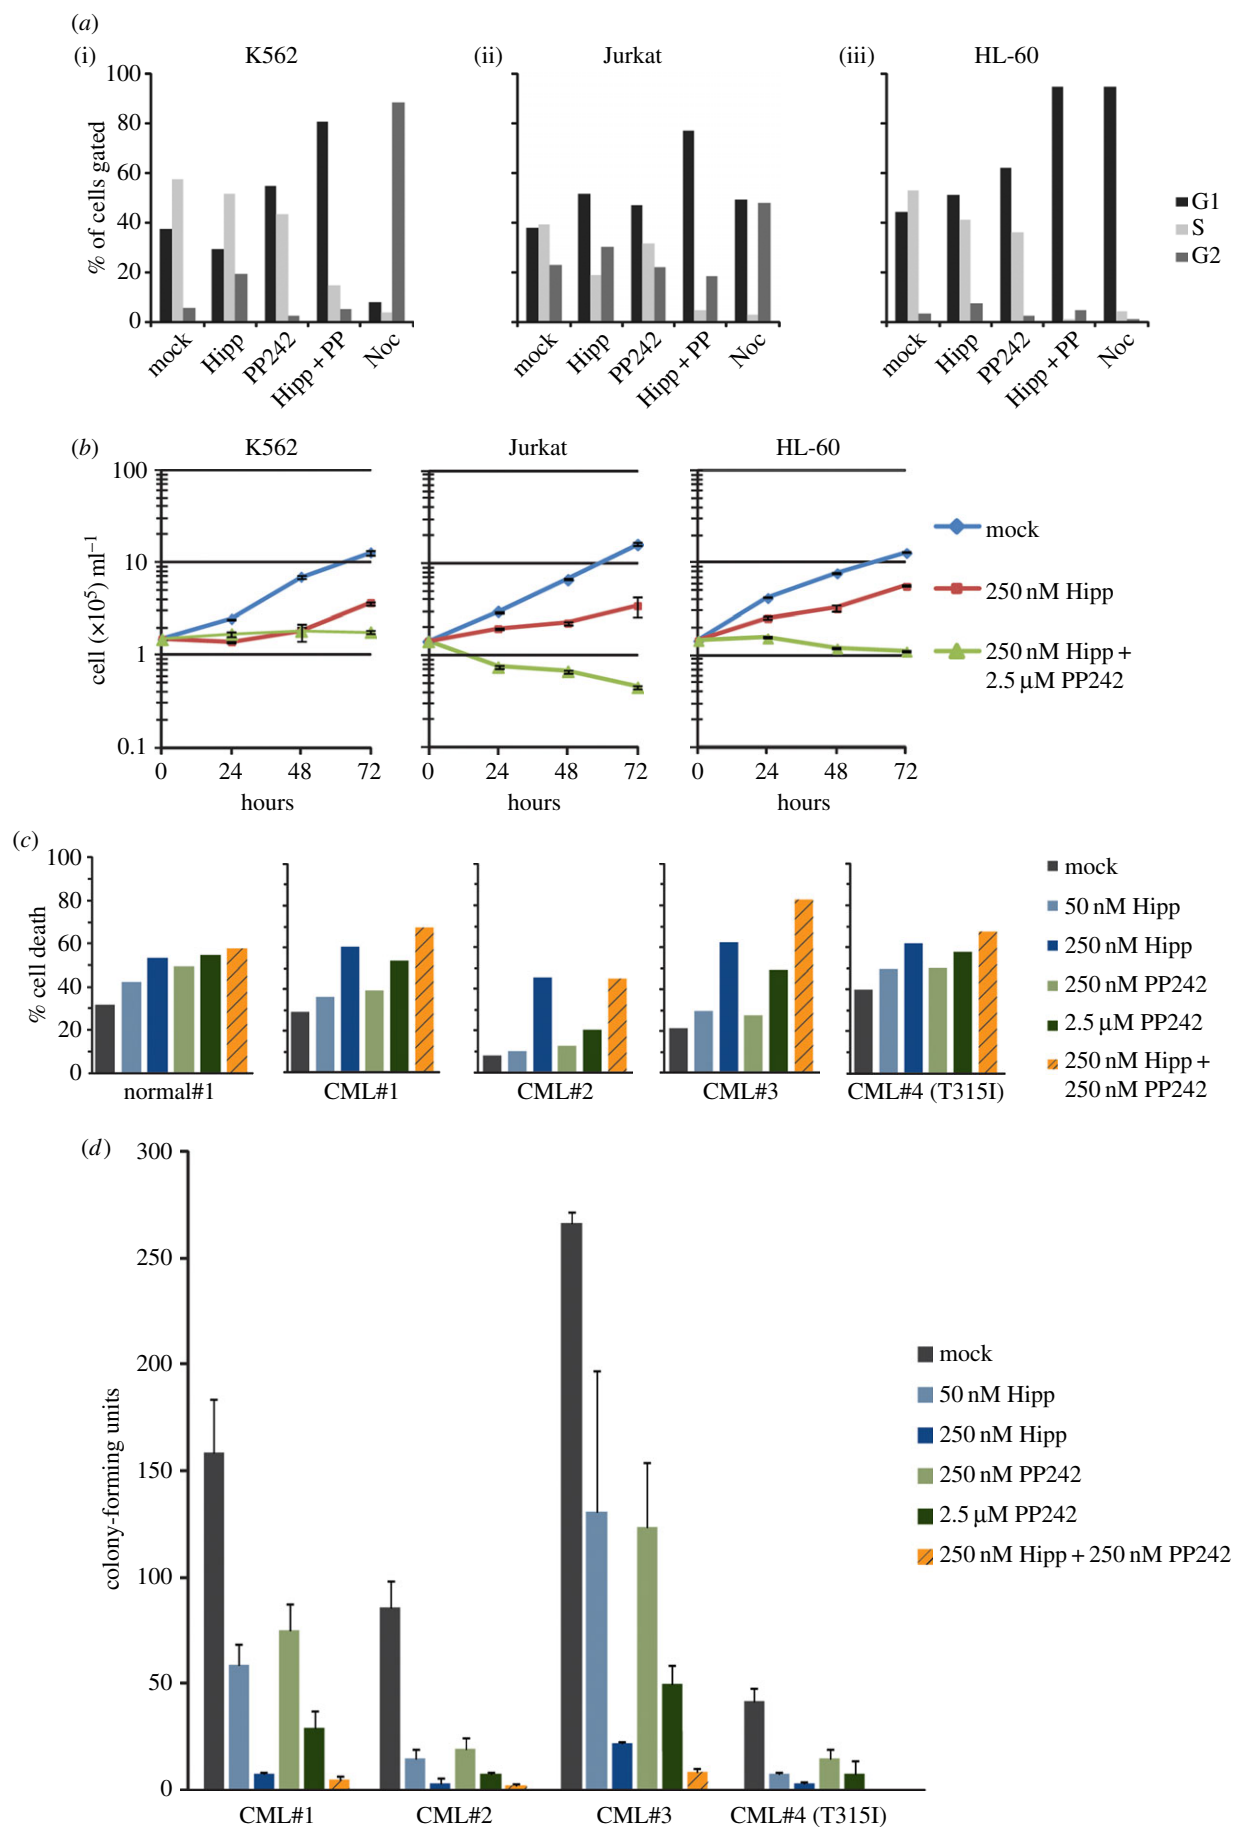 (a)
(i) K562 (ii) Jurkat (iii) HL-60
% of cells gated
100
80
60
40
20
0
mock Hipp PP242 Hipp + PP Noc
mock Hipp PP242 Hipp + PP Noc
mock Hipp PP242 Hipp + PP Noc
G1
S
G2
(b)
K562 Jurkat HL-60
cell (×10⁵) ml⁻¹
100
10
1
0.1
0 24 48 72
0 24 48 72
0 24 48 72
hours hours hours
mock
250 nM Hipp
250 nM Hipp +
2.5 µM PP242
(c)
% cell death
100
80
60
40
20
0
normal#1 CML#1 CML#2 CML#3 CML#4 (T315I)
mock
50 nM Hipp
250 nM Hipp
250 nM PP242
2.5 µM PP242
250 nM Hipp +
250 nM PP242
(d)
colony-forming units
300
250
200
150
100
50
0
CML#1 CML#2 CML#3 CML#4 (T315I)
mock
50 nM Hipp
250 nM Hipp
250 nM PP242
2.5 µM PP242
250 nM Hipp + 250 nM PP242